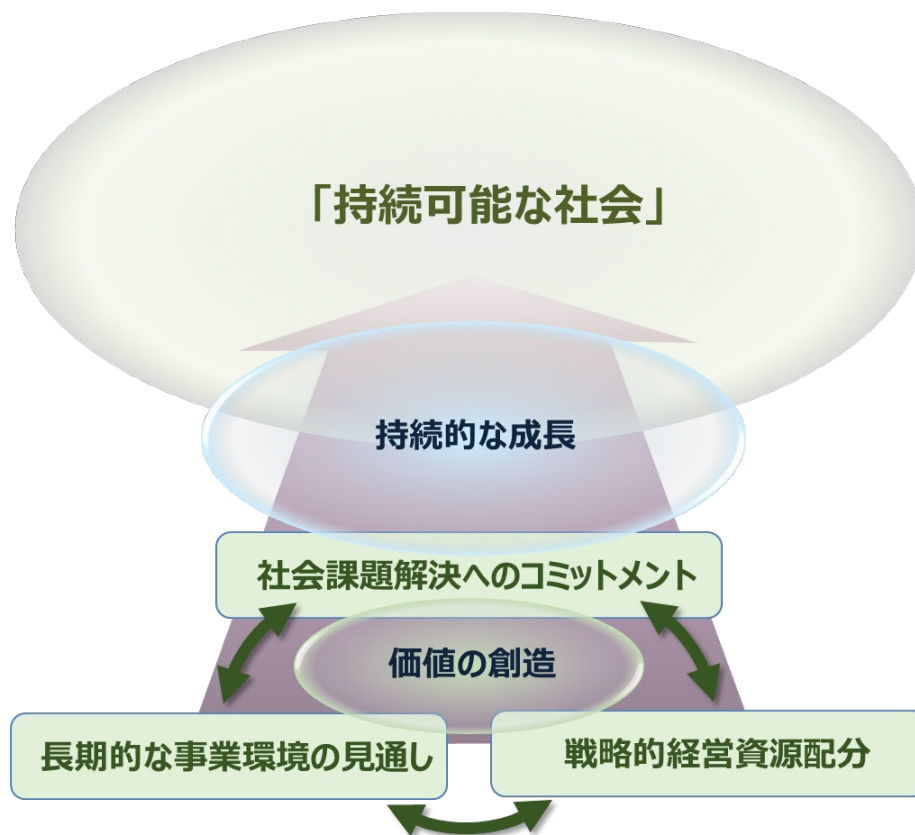 「持続可能な社会」
持続的な成長
社会課題解決へのコミットメント
価値の創造
長期的な事業環境の見通し
戦略的経営資源配分